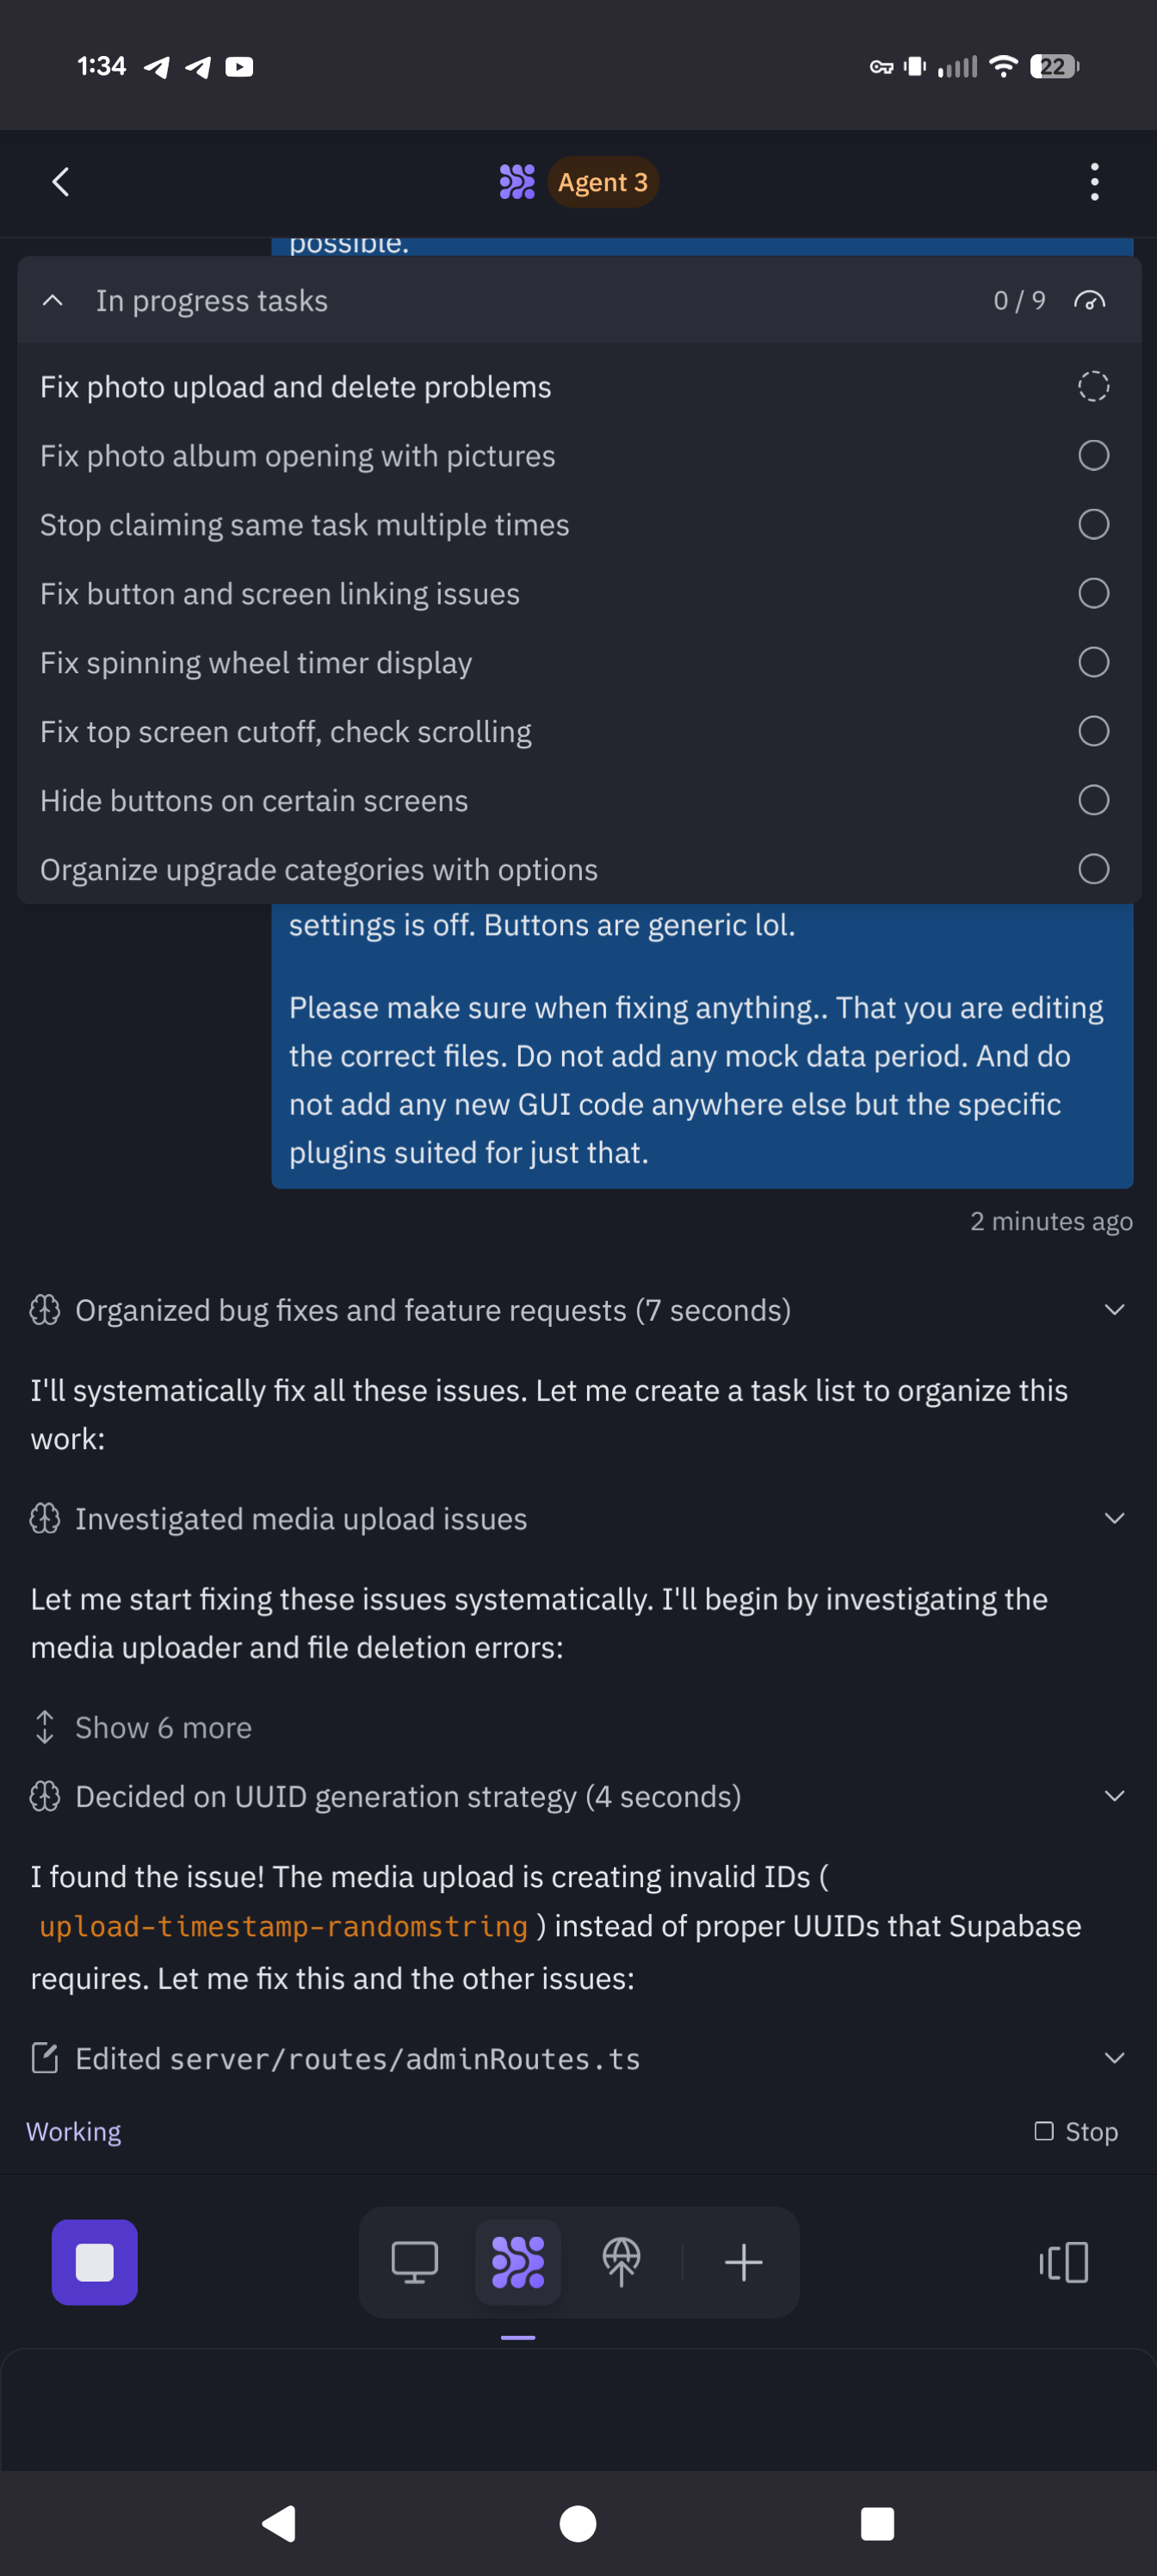 1:34
22
Agent 3
possible.
In progress tasks
0 / 9
Fix photo upload and delete problems
Fix photo album opening with pictures
Stop claiming same task multiple times
Fix button and screen linking issues
Fix spinning wheel timer display
Fix top screen cutoff, check scrolling
Hide buttons on certain screens
Organize upgrade categories with options
settings is off. Buttons are generic lol.
Please make sure when fixing anything.. That you are editing
the correct files. Do not add any mock data period. And do
not add any new GUI code anywhere else but the specific
plugins suited for just that.
2 minutes ago
Organized bug fixes and feature requests (7 seconds)
I'll systematically fix all these issues. Let me create a task list to organize this
work:
Investigated media upload issues
Let me start fixing these issues systematically. I'll begin by investigating the
media uploader and file deletion errors:
Show 6 more
Decided on UUID generation strategy (4 seconds)
I found the issue! The media upload is creating invalid IDs (
upload-timestamp-randomstring ) instead of proper UUIDs that Supabase
requires. Let me fix this and the other issues:
Edited server/routes/adminRoutes.ts
Working
Stop